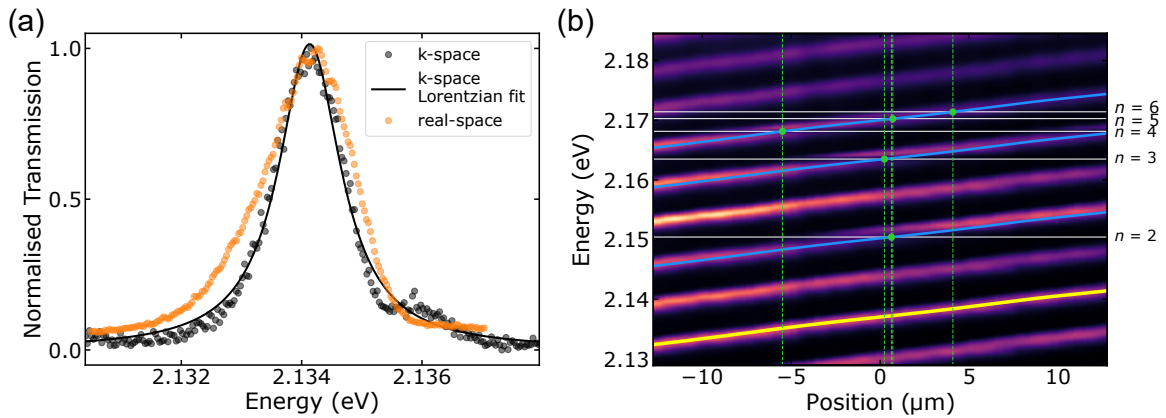 (a)
1.0
0.5
0.0
Normalised Transmission
k-space
k-space
Lorentzian fit
real-space
2.132
2.134
2.136
Energy (eV)
(b)
2.18
2.17
2.16
2.15
2.14
2.13
Energy (eV)
n = 6
n = 5
n = 4
n = 3
n = 2
−10
−5
0
5
10
Position (μm)